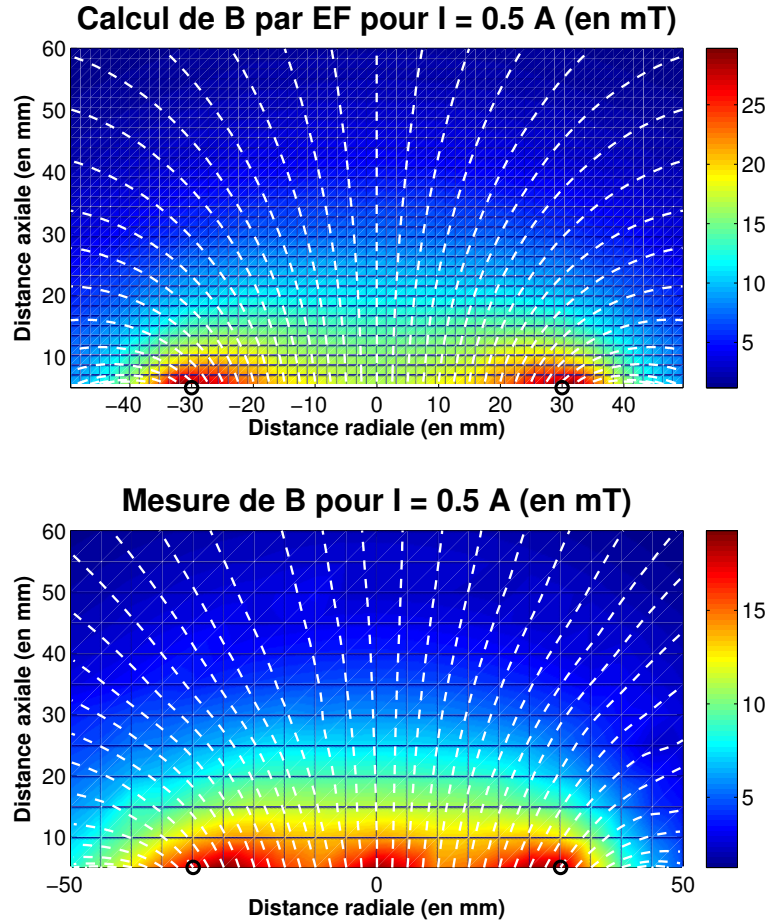 Calcul de B par EF pour I = 0.5 A (en mT)
60
50
40
30
20
10
Distance axiale (en mm)
−40 −30 −20 −10 0 10 20 30 40
Distance radiale (en mm)
25
20
15
10
5
Mesure de B pour I = 0.5 A (en mT)
60
50
40
30
20
10
Distance axiale (en mm)
−50 0 50
Distance radiale (en mm)
15
10
5